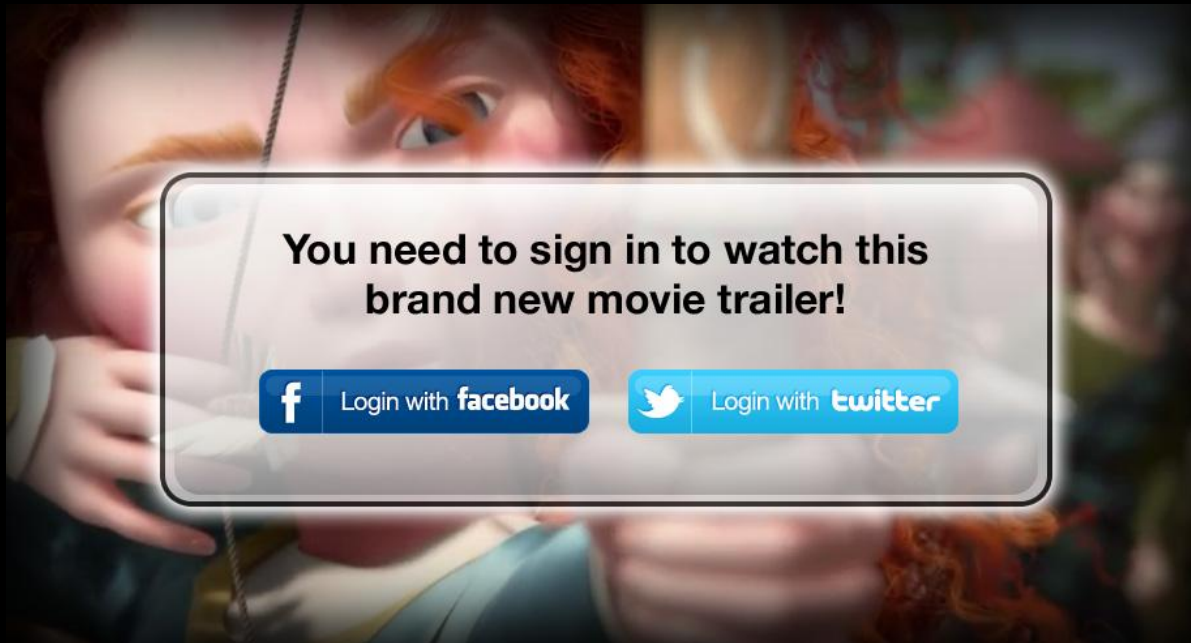 You need to sign in to watch this
brand new movie trailer!
f Login with facebook
Login with twitter